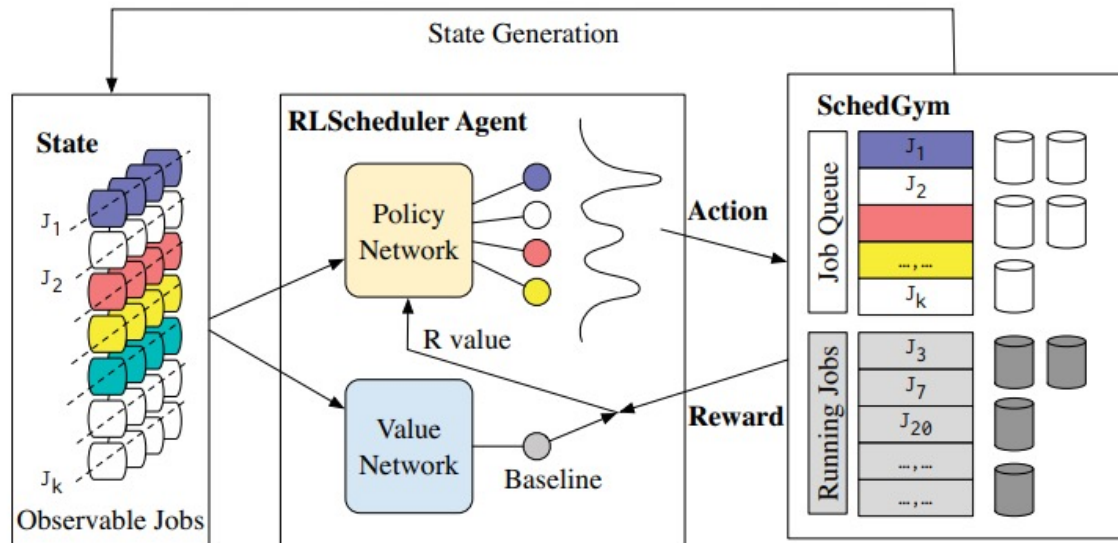 State Generation
State
J1
J2
Jk
Observable Jobs
RLScheduler Agent
Policy
Network
R value
Value
Network
Baseline
Action
Reward
SchedGym
Job Queue
J1
J2
...,...
Jk
Running Jobs
J3
J7
J20
...,...
...,...